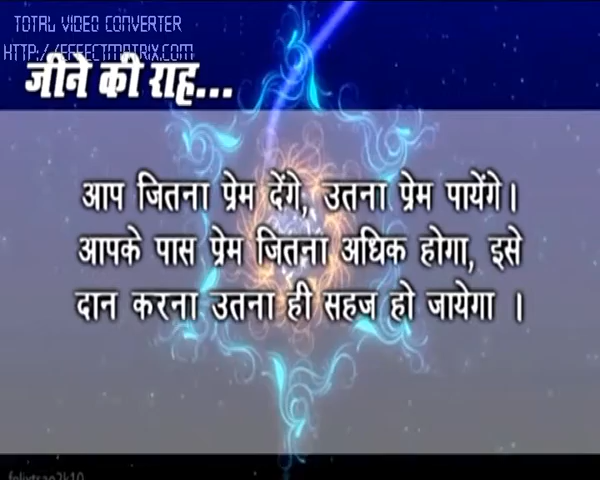 TOTAL VIDEO CONVERTER
HTTP://EFFECTMATRIX.COM
जीने की राह...
आप जितना प्रेम देंगे, उतना प्रेम पायेंगे।
आपके पास प्रेम जितना अधिक होगा, इसे
दान करना उतना ही सहज हो जायेगा ।